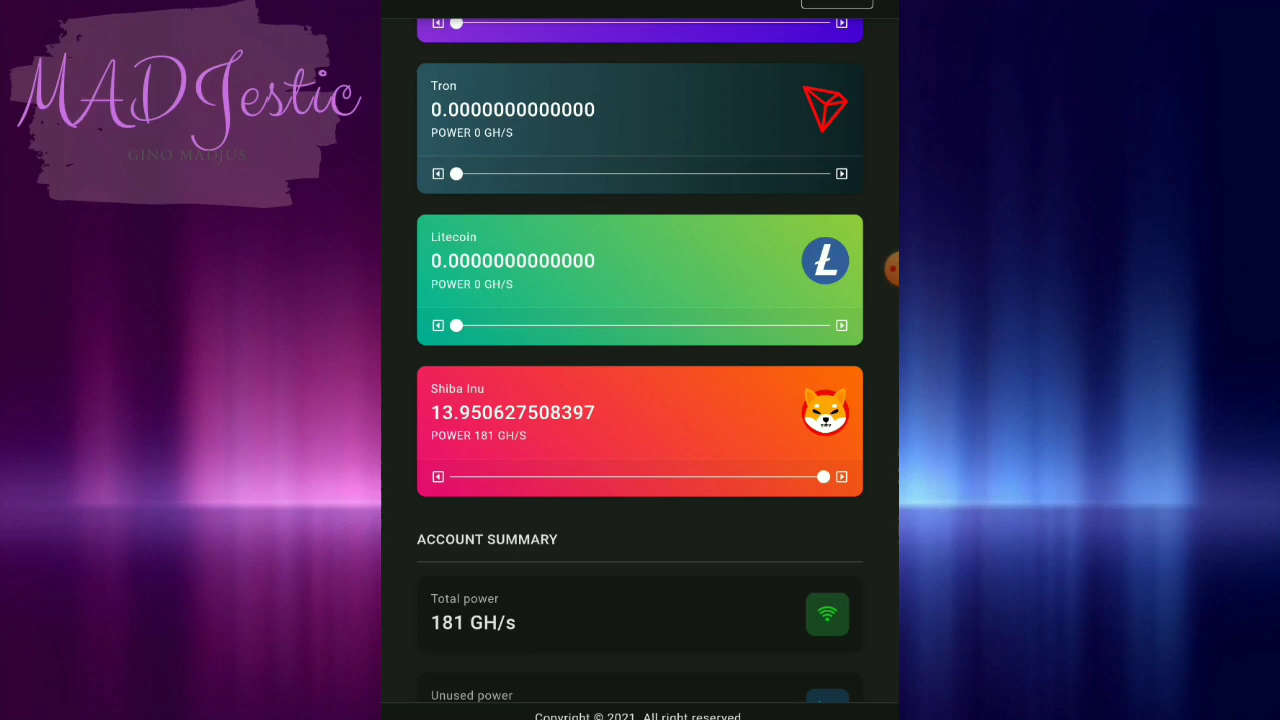 MADJestic
GINO MADJUS
Tron
0.0000000000000
POWER 0 GH/S
Litecoin
0.0000000000000
POWER 0 GH/S
Shiba Inu
13.950627508397
POWER 181 GH/S
ACCOUNT SUMMARY
Total power
181 GH/s
Unused power
Copyright © 2021. All right reserved